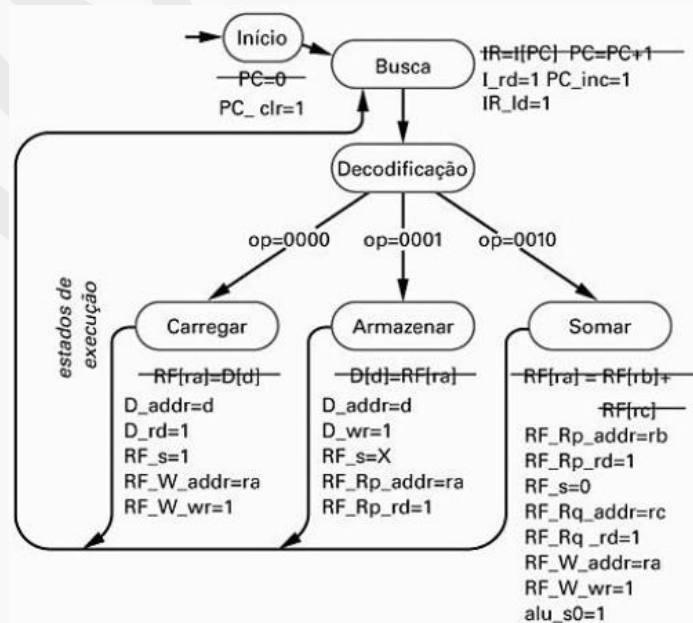 Início
PC=0
PC_ clr=1
Busca
IR=I[PC] PC=PC+1
I_rd=1 PC_inc=1
IR_ld=1
Decodificação
op=0000
op=0001
op=0010
estados de
execução
Carregar
RF[ra]=D[d]
D_addr=d
D_rd=1
RF_s=1
RF_W_addr=ra
RF_W_wr=1
Armazenar
D[d]=RF[ra]
D_addr=d
D_wr=1
RF_s=X
RF_Rp_addr=ra
RF_Rp_rd=1
Somar
RF[ra] = RF[rb]+
RF[rc]
RF_Rp_addr=rb
RF_Rp_rd=1
RF_s=0
RF_Rq_addr=rc
RF_Rq _rd=1
RF_W_addr=ra
RF_W_wr=1
alu_s0=1